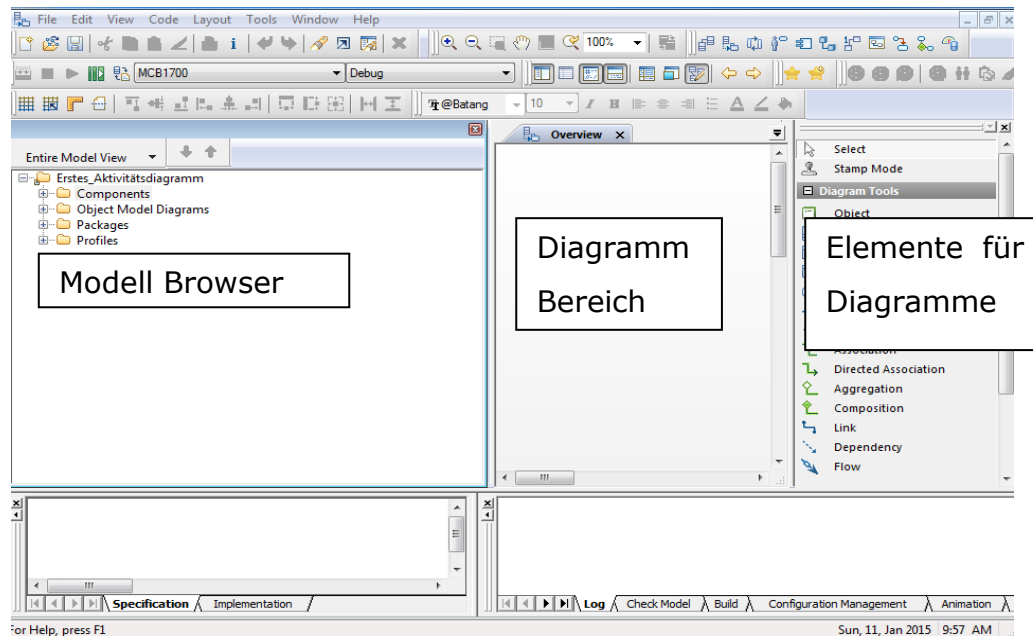 File Edit View Code Layout Tools Window Help
100%
MCB1700 Debug
@Batang 10
Overview
Entire Model View
Select
Stamp Mode
Erstes_Aktivitätsdiagramm
Components
Object Model Diagrams
Packages
Profiles
Diagram Tools
Object
Modell Browser
Diagramm
Bereich
Elemente für
Diagramme
Association
Directed Association
Aggregation
Composition
Link
Dependency
Flow
Specification Implementation
Log Check Model Build Configuration Management Animation
For Help, press F1
Sun, 11, Jan 2015 9:57 AM